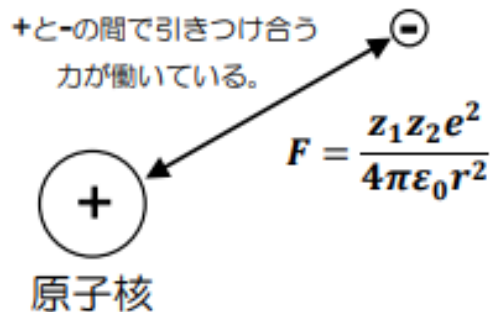 +と-の間で引きつけ合う
力が働いている。
-
F = z₁z₂e² / 4πε₀r²
+
原子核